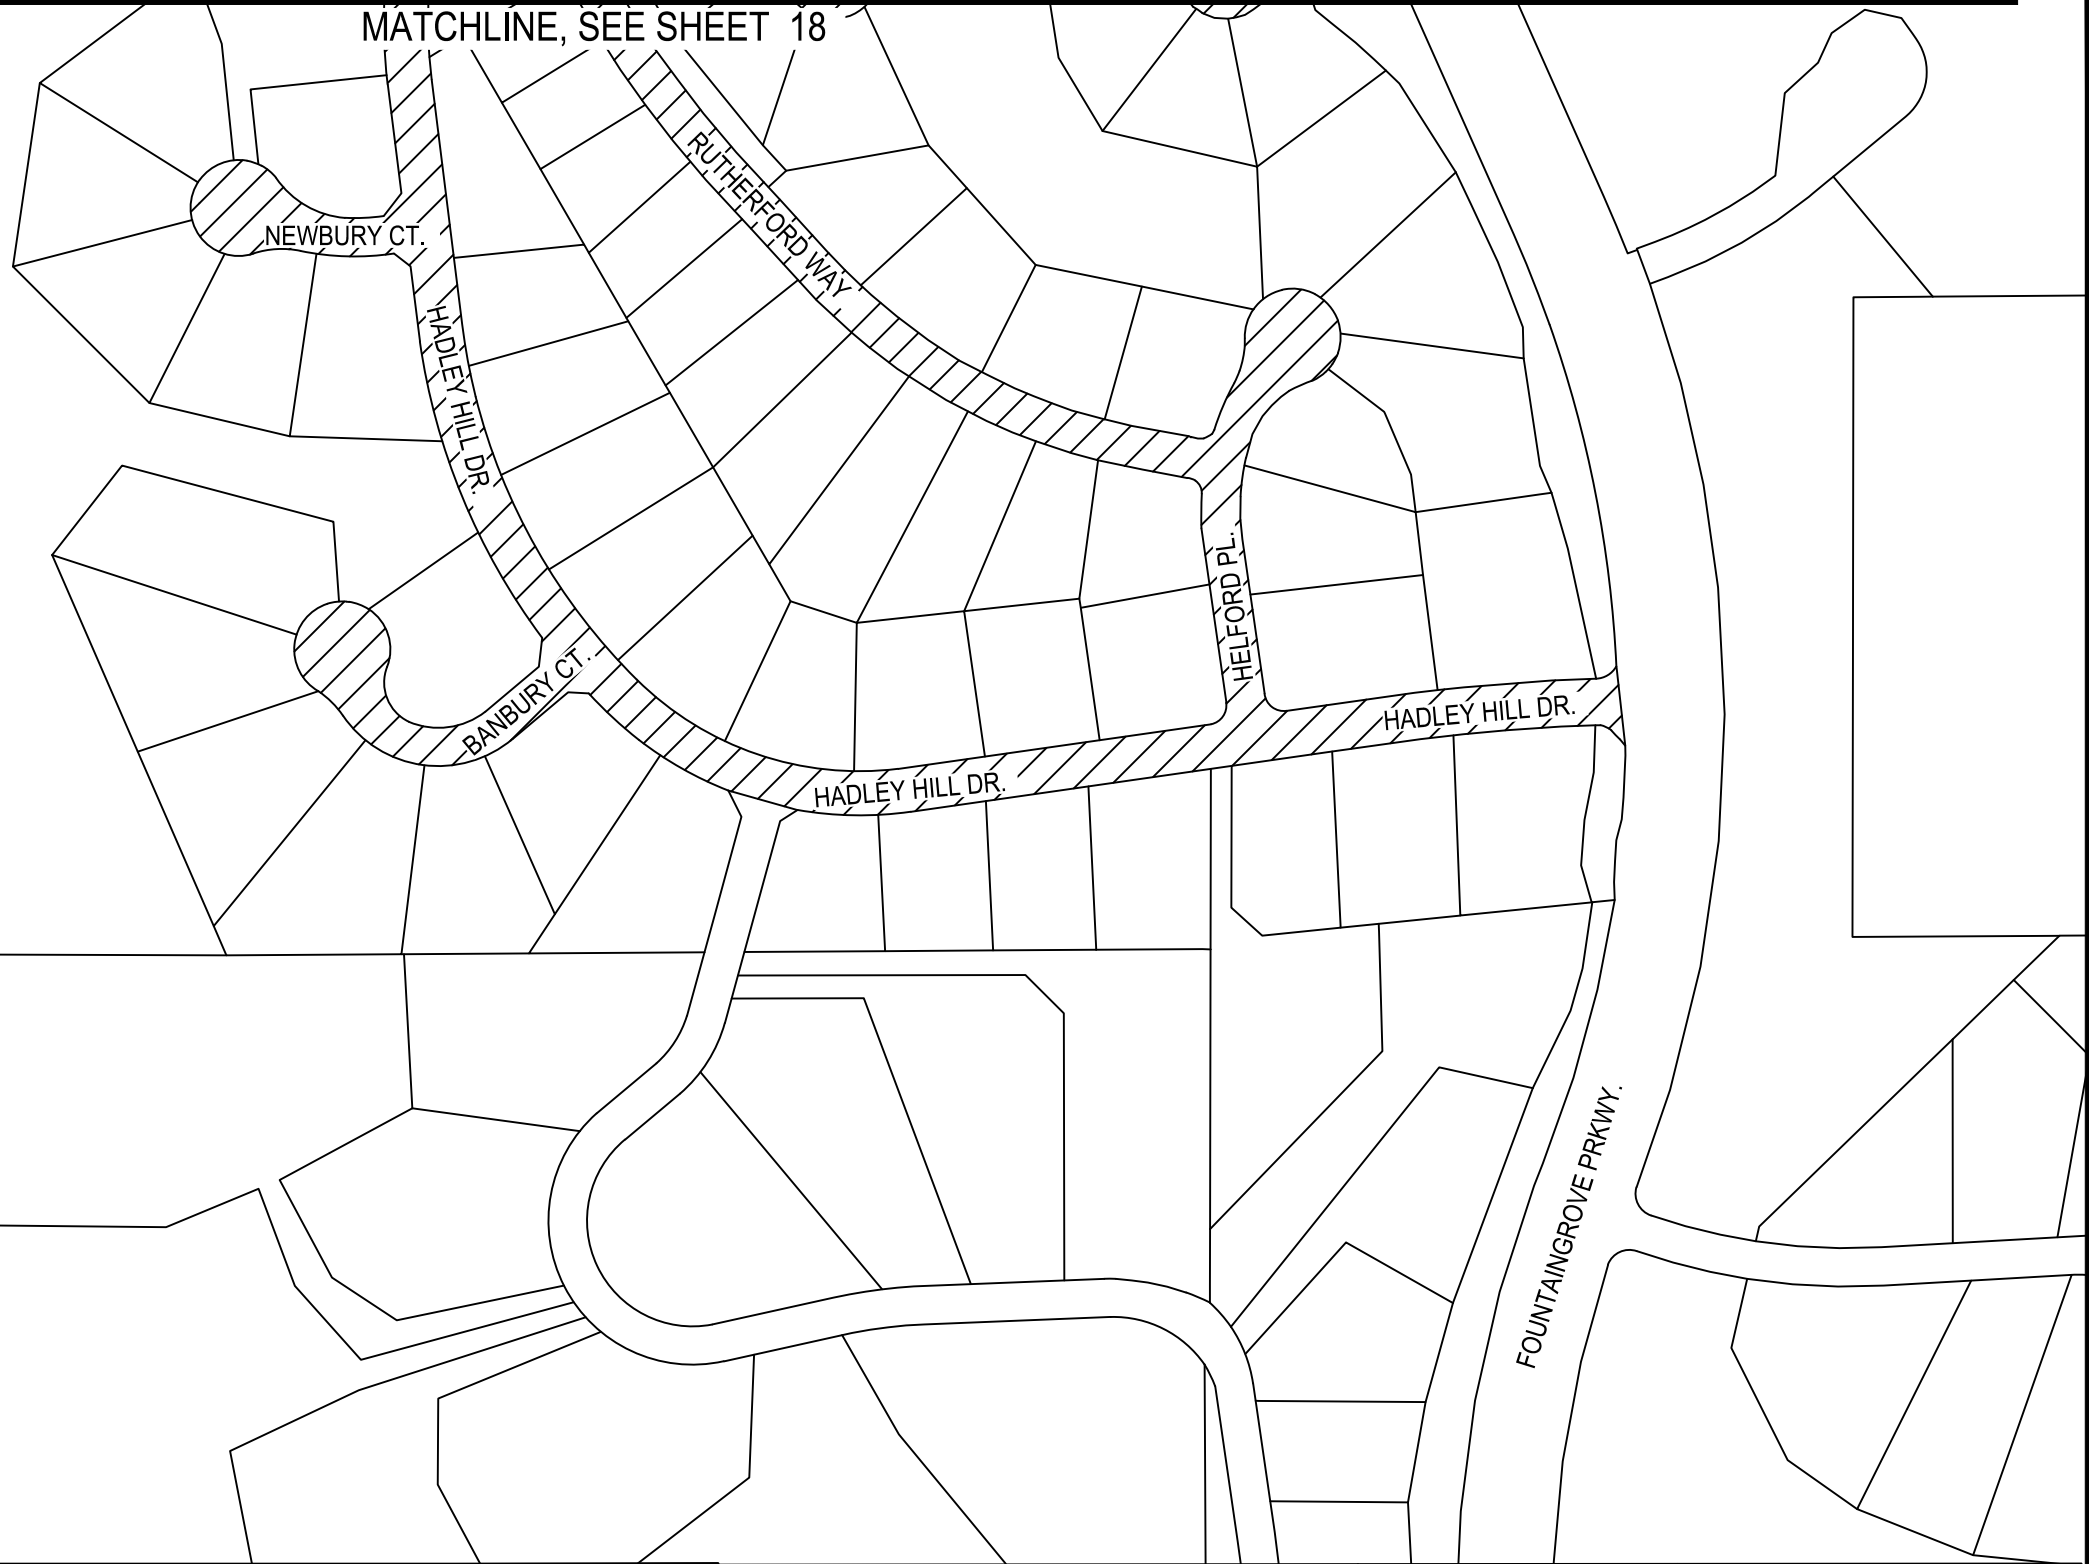 MATCHLINE, SEE SHEET 18
RUTHERFORD WAY
NEWBURY CT.
HADLEY HILL DR.
HELFORD PL.
BANBURY CT.
HADLEY HILL DR.
HADLEY HILL DR.
FOUNTAINGROVE PRKWY.